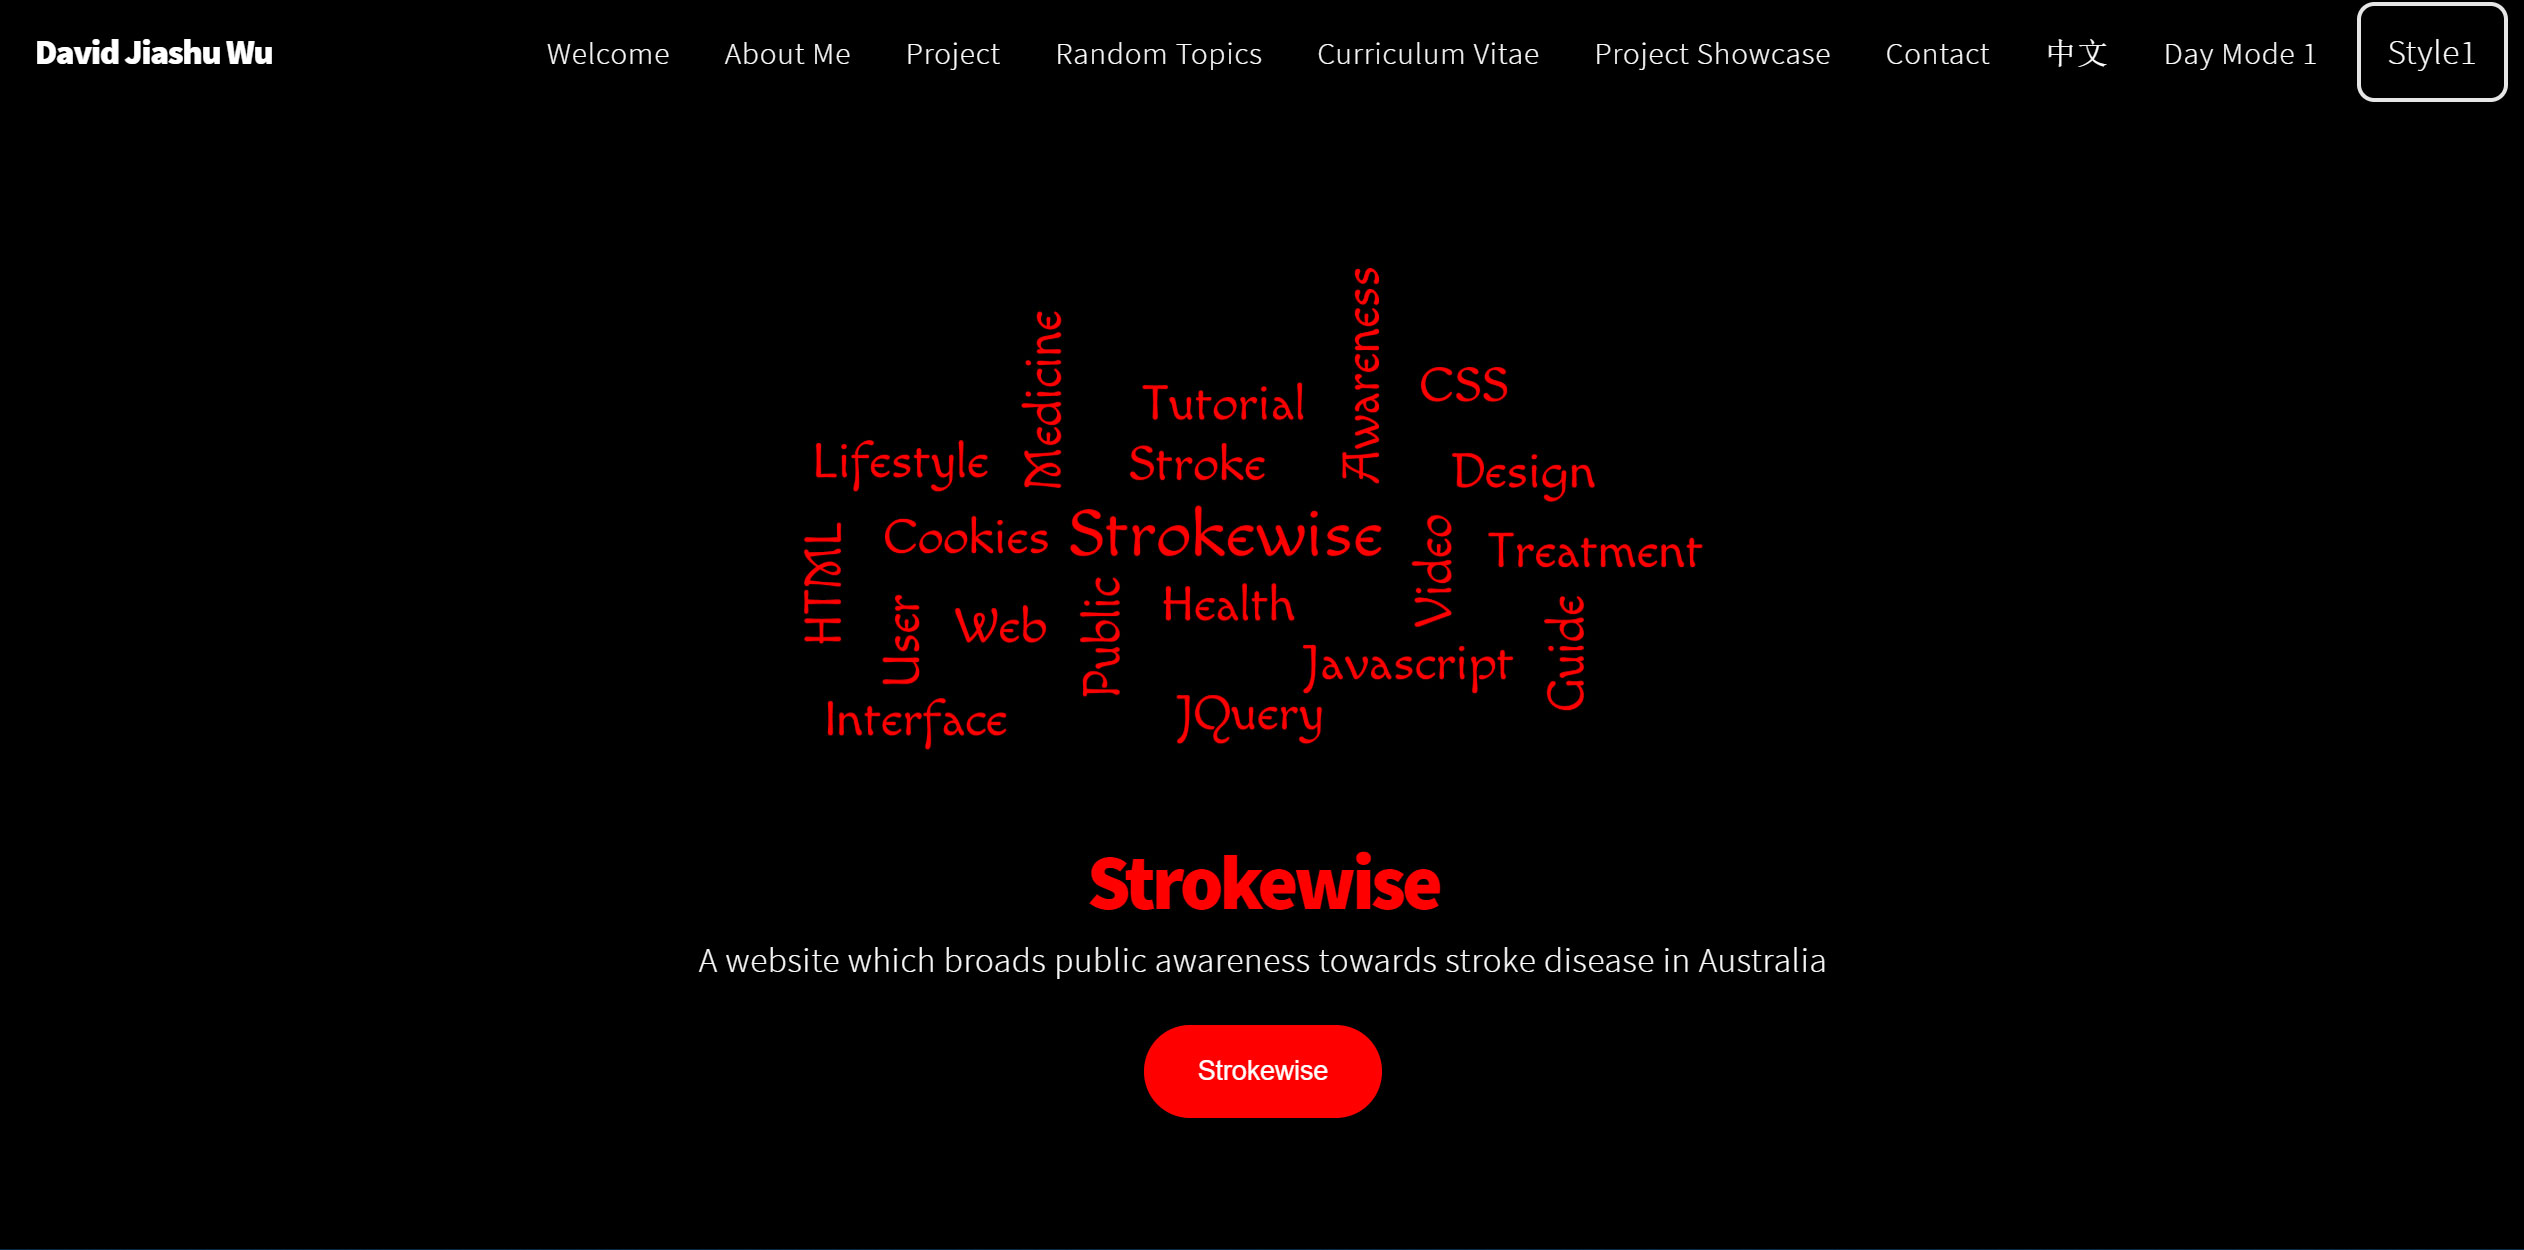 David Jiashu Wu
Welcome
About Me
Project
Random Topics
Curriculum Vitae
Project Showcase
Contact
中文
Day Mode 1
Style1
Awareness
Medicine
CSS
Tutorial
Lifestyle
Stroke
Design
Strokewise
Cookies
Video
HTML
Treatment
Public
Health
User
Web
Guide
Javascript
Interface
JQuery
Strokewise
A website which broads public awareness towards stroke disease in Australia
Strokewise